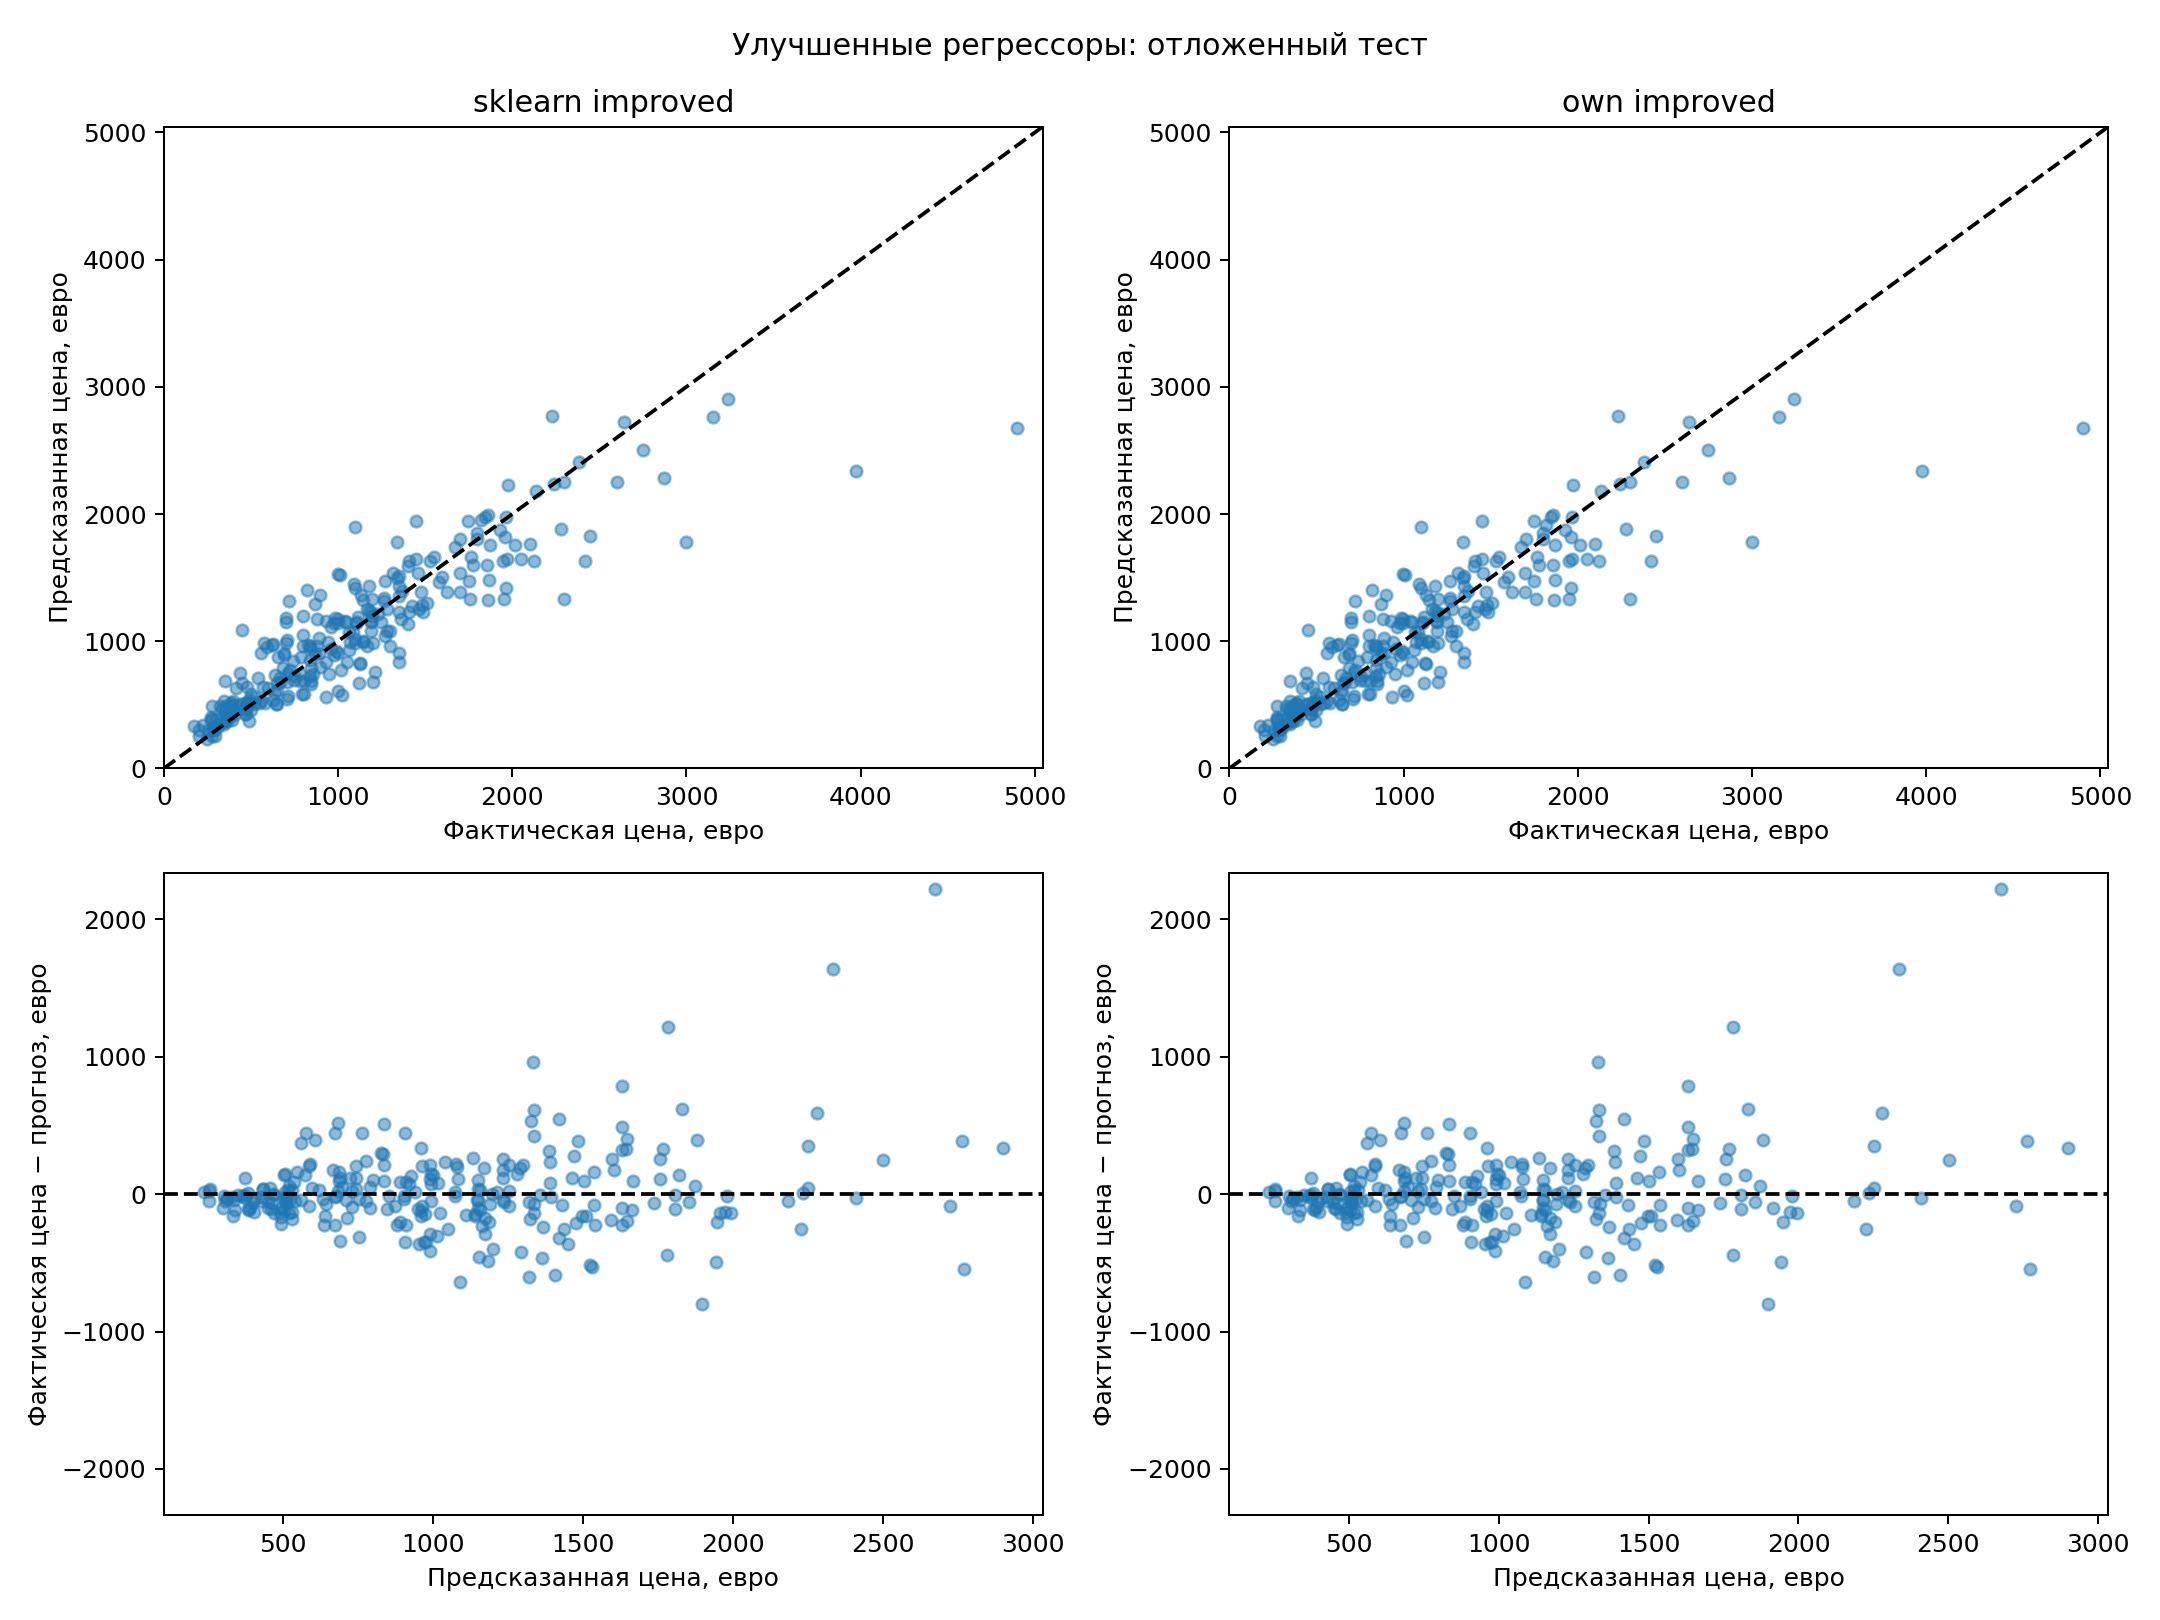 Улучшенные регрессоры: отложенный тест
sklearn improved
5000
4000
3000
2000
1000
0
Предсказанная цена, евро
0 1000 2000 3000 4000 5000
Фактическая цена, евро
own improved
5000
4000
3000
2000
1000
0
Предсказанная цена, евро
0 1000 2000 3000 4000 5000
Фактическая цена, евро
2000
1000
0
−1000
−2000
Фактическая цена − прогноз, евро
500 1000 1500 2000 2500 3000
Предсказанная цена, евро
2000
1000
0
−1000
−2000
Фактическая цена − прогноз, евро
500 1000 1500 2000 2500 3000
Предсказанная цена, евро